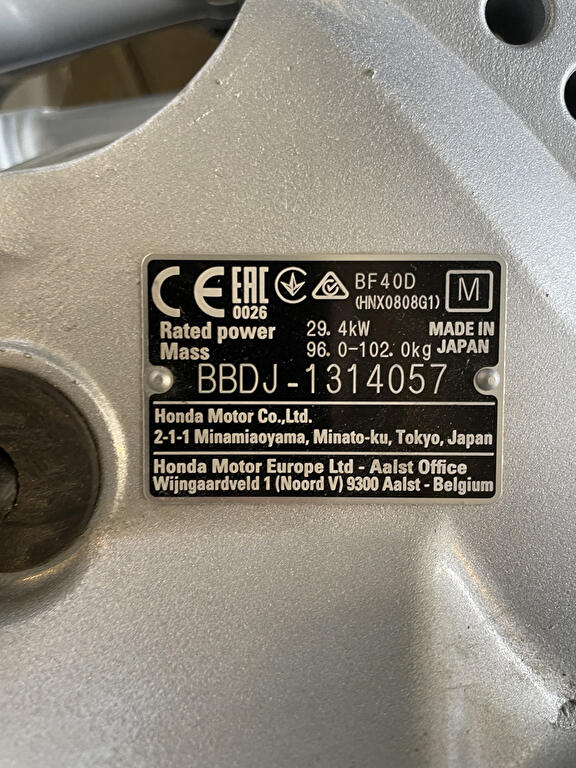 CE EAC BF40D M
0026 (HNX0808G1)
Rated power 29.4kW MADE IN
Mass 96.0-102.0kg JAPAN
BBDJ-1314057
Honda Motor Co.,Ltd.
2-1-1 Minamiaoyama, Minato-ku, Tokyo, Japan
Honda Motor Europe Ltd - Aalst Office
Wijngaardveld 1 (Noord V) 9300 Aalst - Belgium